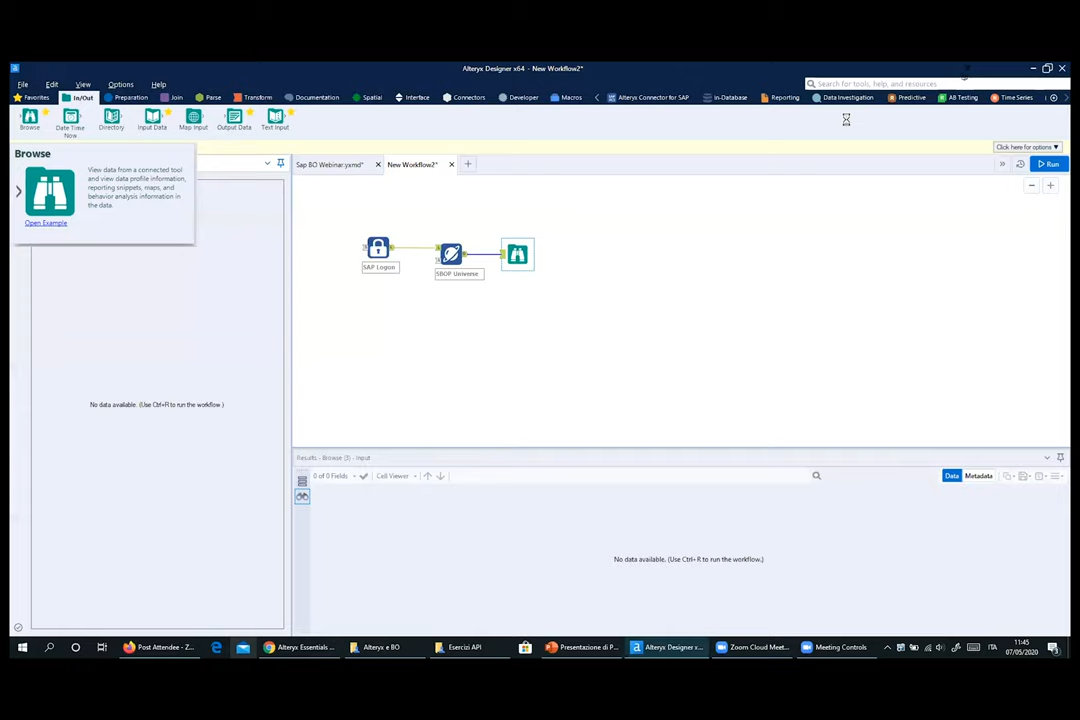 Alteryx Designer x64 - New Workflow2*
File Edit View Options Help
Search for tools, help, and resources
Favorites In/Out Preparation Join Parse Transform Documentation Spatial Interface Connectors Developer Macros Alteryx Connector for SAP In-Database Reporting Data Investigation Predictive AB Testing Time Series
Browse Date Time Now Directory Input Data Map Input Output Data Text Input
Click here for options
Browse
View data from a connected tool
and view data profile information,
reporting snippets, maps, and
behavior analysis information in
the data.
Open Example
Sap BO Webinar.yxmd* New Workflow2*
Run
SAP Logon
SBOP Universe
No data available. (Use Ctrl+R to run the workflow )
Results - Browse (3) - Input
0 of 0 Fields Cell Viewer Data Metadata
No data available. (Use Ctrl+R to run the workflow.)
Post Attendee - Z... Alteryx Essentials ... Alteryx e BO Esercizi API Presentazione di P... Alteryx Designer x... Zoom Cloud Meet... Meeting Controls ITA
11:45
07/05/2020